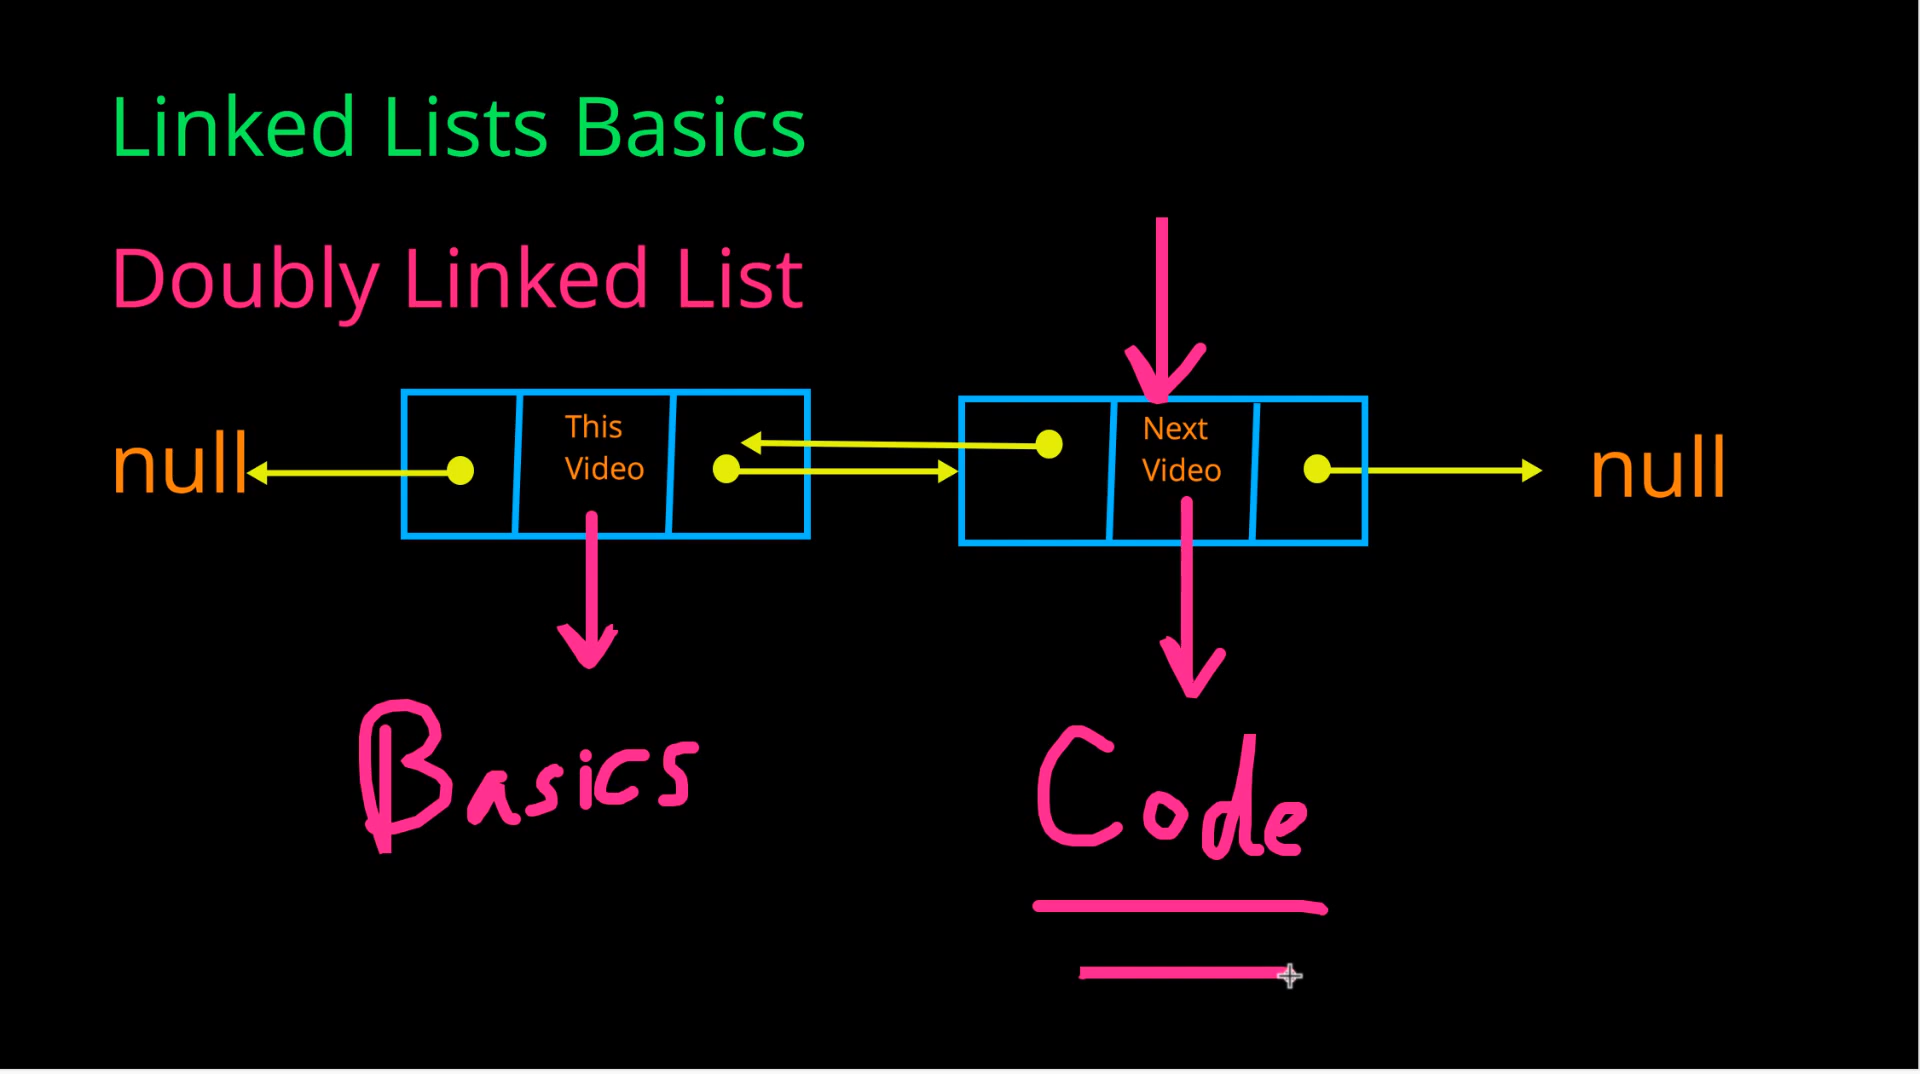 Linked Lists Basics
Doubly Linked List
null
This
Video
Next
Video
null
Basics
Code